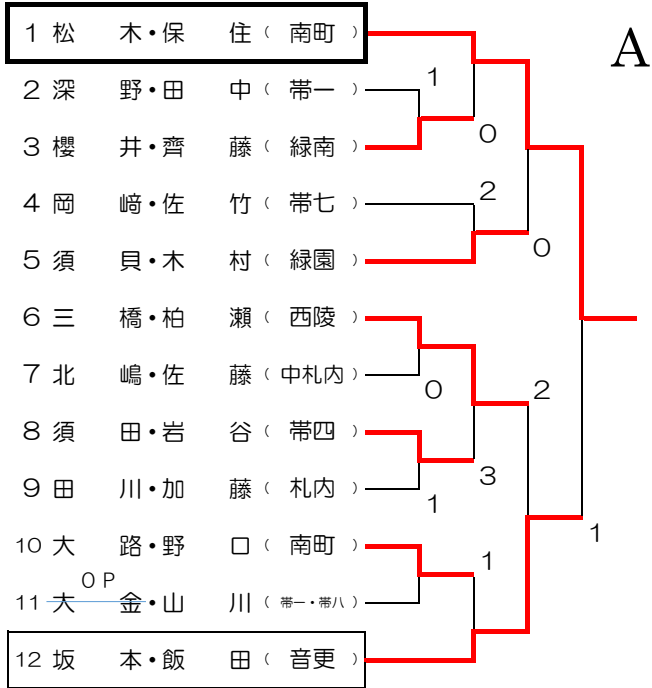 A
1 松 木・保 住（ 南町 ）
2 深 野・田 中（ 帯一 ）
3 櫻 井・齊 藤（ 緑南 ）
4 岡 﨑・佐 竹（ 帯七 ）
5 須 貝・木 村（ 緑園 ）
6 三 橋・柏 瀬（ 西陵 ）
7 北 嶋・佐 藤（ 中札内 ）
8 須 田・岩 谷（ 帯四 ）
9 田 川・加 藤（ 札内 ）
10 大 路・野 口（ 南町 ）
OP
11 大 金・山 川（ 帯一・帯八 ）
12 坂 本・飯 田（ 音更 ）
1
0
2
0
0
2
3
1
1
1